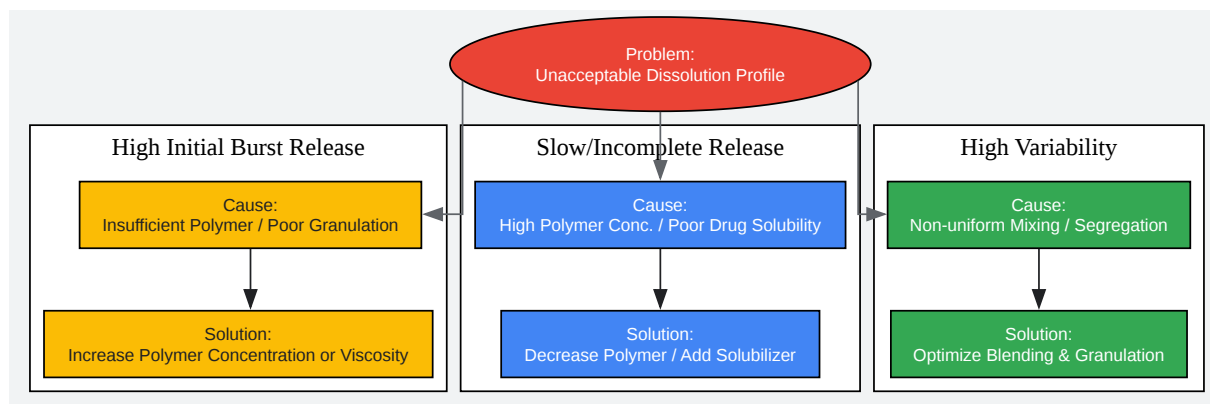 Problem:
Unacceptable Dissolution Profile
High Initial Burst Release
Cause:
Insufficient Polymer / Poor Granulation
Solution:
Increase Polymer Concentration or Viscosity
Slow/Incomplete Release
Cause:
High Polymer Conc. / Poor Drug Solubility
Solution:
Decrease Polymer / Add Solubilizer
High Variability
Cause:
Non-uniform Mixing / Segregation
Solution:
Optimize Blending & Granulation